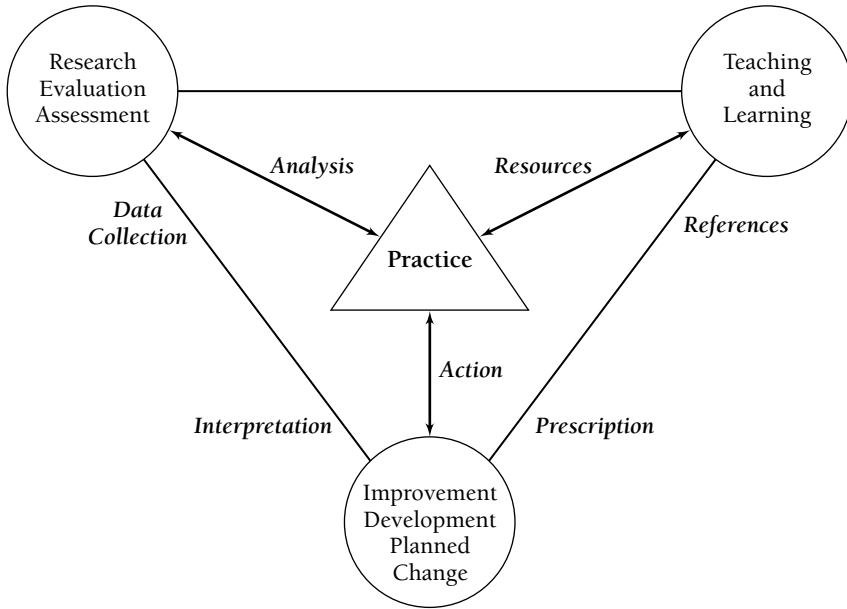 Research
Evaluation
Assessment
Teaching
and
Learning
Analysis
Resources
Data
Collection
References
Practice
Action
Interpretation
Prescription
Improvement
Development
Planned
Change